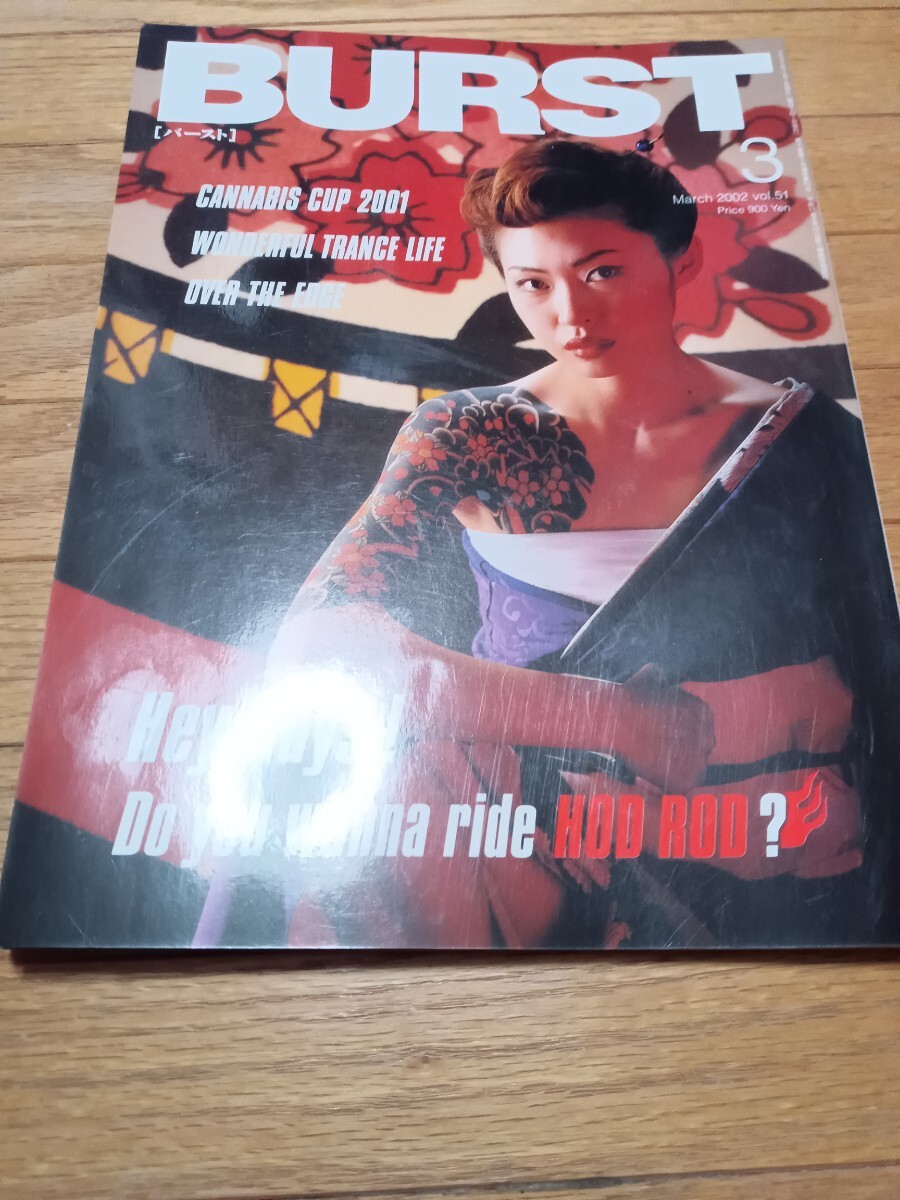 BURST
[バースト]
3
March 2002 vol.51
Price 900 Yen
CANNABIS CUP 2001
WONDERFUL TRANCE LIFE
OVER THE EDGE
Hey
Do you wanna ride HOD ROD?